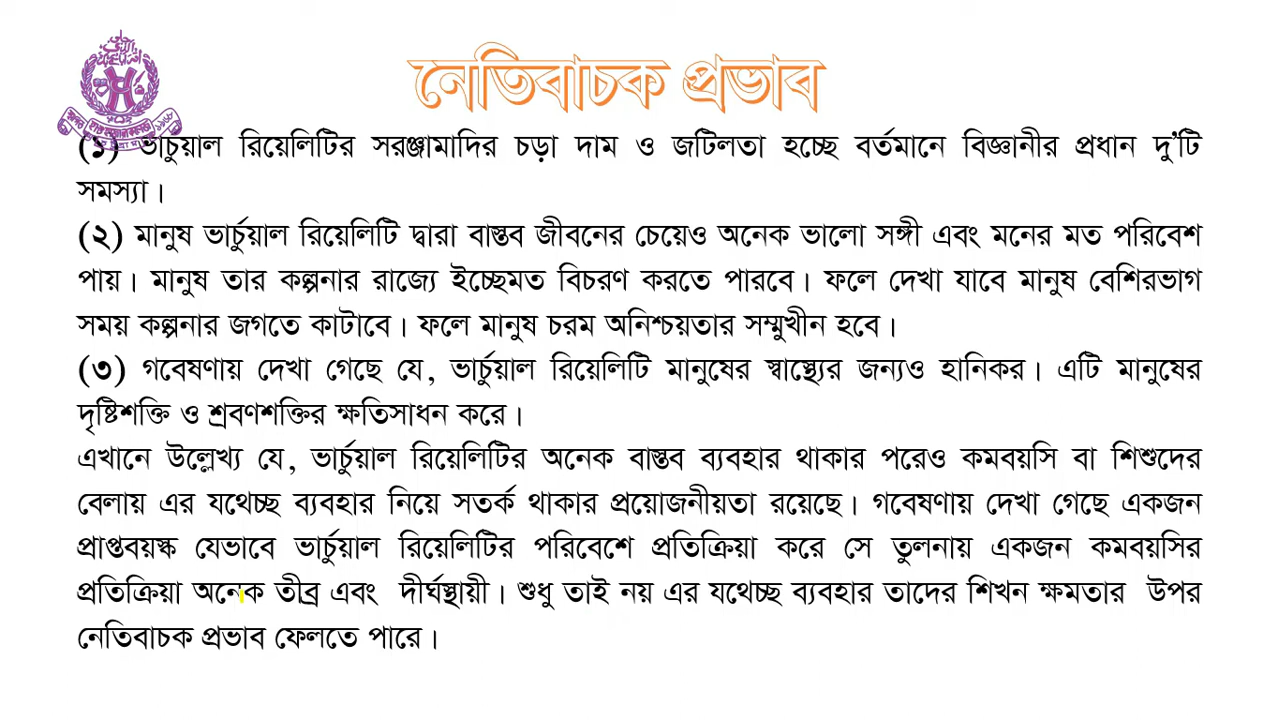 নেতিবাচক প্রভাব
(১) ভার্চুয়াল রিয়েলিটির সরঞ্জামাদির চড়া দাম ও জটিলতা হচ্ছে বর্তমানে বিজ্ঞানীর প্রধান দু’টি
সমস্যা।
(২) মানুষ ভার্চুয়াল রিয়েলিটি দ্বারা বাস্তব জীবনের চেয়েও অনেক ভালো সঙ্গী এবং মনের মত পরিবেশ
পায়। মানুষ তার কল্পনার রাজ্যে ইচ্ছেমত বিচরণ করতে পারবে। ফলে দেখা যাবে মানুষ বেশিরভাগ
সময় কল্পনার জগতে কাটাবে। ফলে মানুষ চরম অনিশ্চয়তার সম্মুখীন হবে।
(৩) গবেষণায় দেখা গেছে যে, ভার্চুয়াল রিয়েলিটি মানুষের স্বাস্থ্যের জন্যও হানিকর। এটি মানুষের
দৃষ্টিশক্তি ও শ্রবণশক্তির ক্ষতিসাধন করে।
এখানে উল্লেখ্য যে, ভার্চুয়াল রিয়েলিটির অনেক বাস্তব ব্যবহার থাকার পরেও কমবয়সি বা শিশুদের
বেলায় এর যথেচ্ছ ব্যবহার নিয়ে সতর্ক থাকার প্রয়োজনীয়তা রয়েছে। গবেষণায় দেখা গেছে একজন
প্রাপ্তবয়স্ক যেভাবে ভার্চুয়াল রিয়েলিটির পরিবেশে প্রতিক্রিয়া করে সে তুলনায় একজন কমবয়সির
প্রতিক্রিয়া অনেক তীব্র এবং দীর্ঘস্থায়ী। শুধু তাই নয় এর যথেচ্ছ ব্যবহার তাদের শিখন ক্ষমতার উপর
নেতিবাচক প্রভাব ফেলতে পারে।